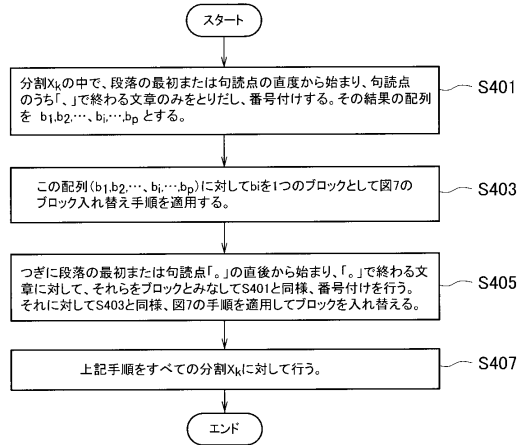 スタート
分割Xkの中で、段落の最初または句読点の直度から始まり、句読点
のうち「、」で終わる文章のみをとりだし、番号付けする。その結果の配列
を b1,b2,…、bi,…,bp とする。
S401
この配列(b1,b2,…、bi,…,bp)に対してbiを1つのブロックとして図7の
ブロック入れ替え手順を適用する。
S403
つぎに段落の最初または句読点「。」の直後から始まり、「。」で終わる文
章に対して、それらをブロックとみなしてS401と同様、番号付けを行う。
それに対してS403と同様、図7の手順を適用してブロックを入れ替える。
S405
上記手順をすべての分割Xkに対して行う。
S407
エンド